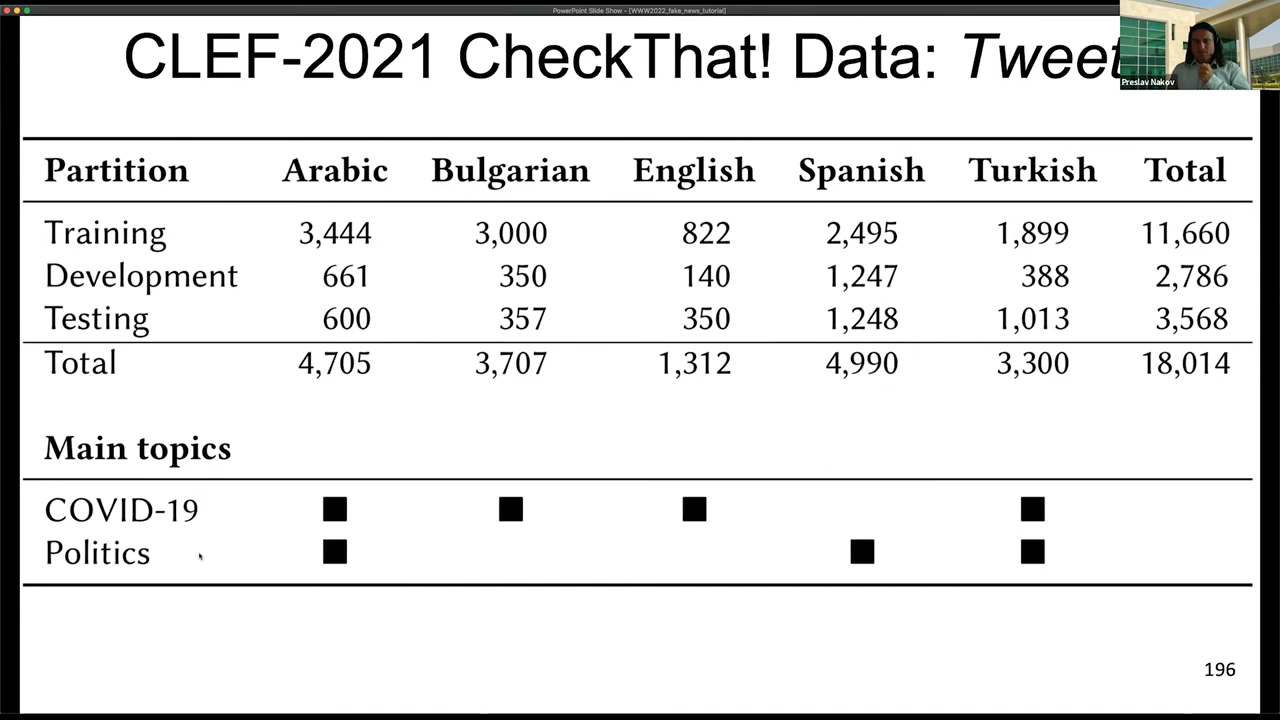 PowerPoint Slide Show - [WWW2022_fake_news_tutorial]
CLEF-2021 CheckThat! Data: Tweet
Preslav Nakov
Partition Arabic Bulgarian English Spanish Turkish Total
Training 3,444 3,000 822 2,495 1,899 11,660
Development 661 350 140 1,247 388 2,786
Testing 600 357 350 1,248 1,013 3,568
Total 4,705 3,707 1,312 4,990 3,300 18,014
Main topics
COVID-19 ■ ■ ■ ■
Politics ■ ■ ■
196